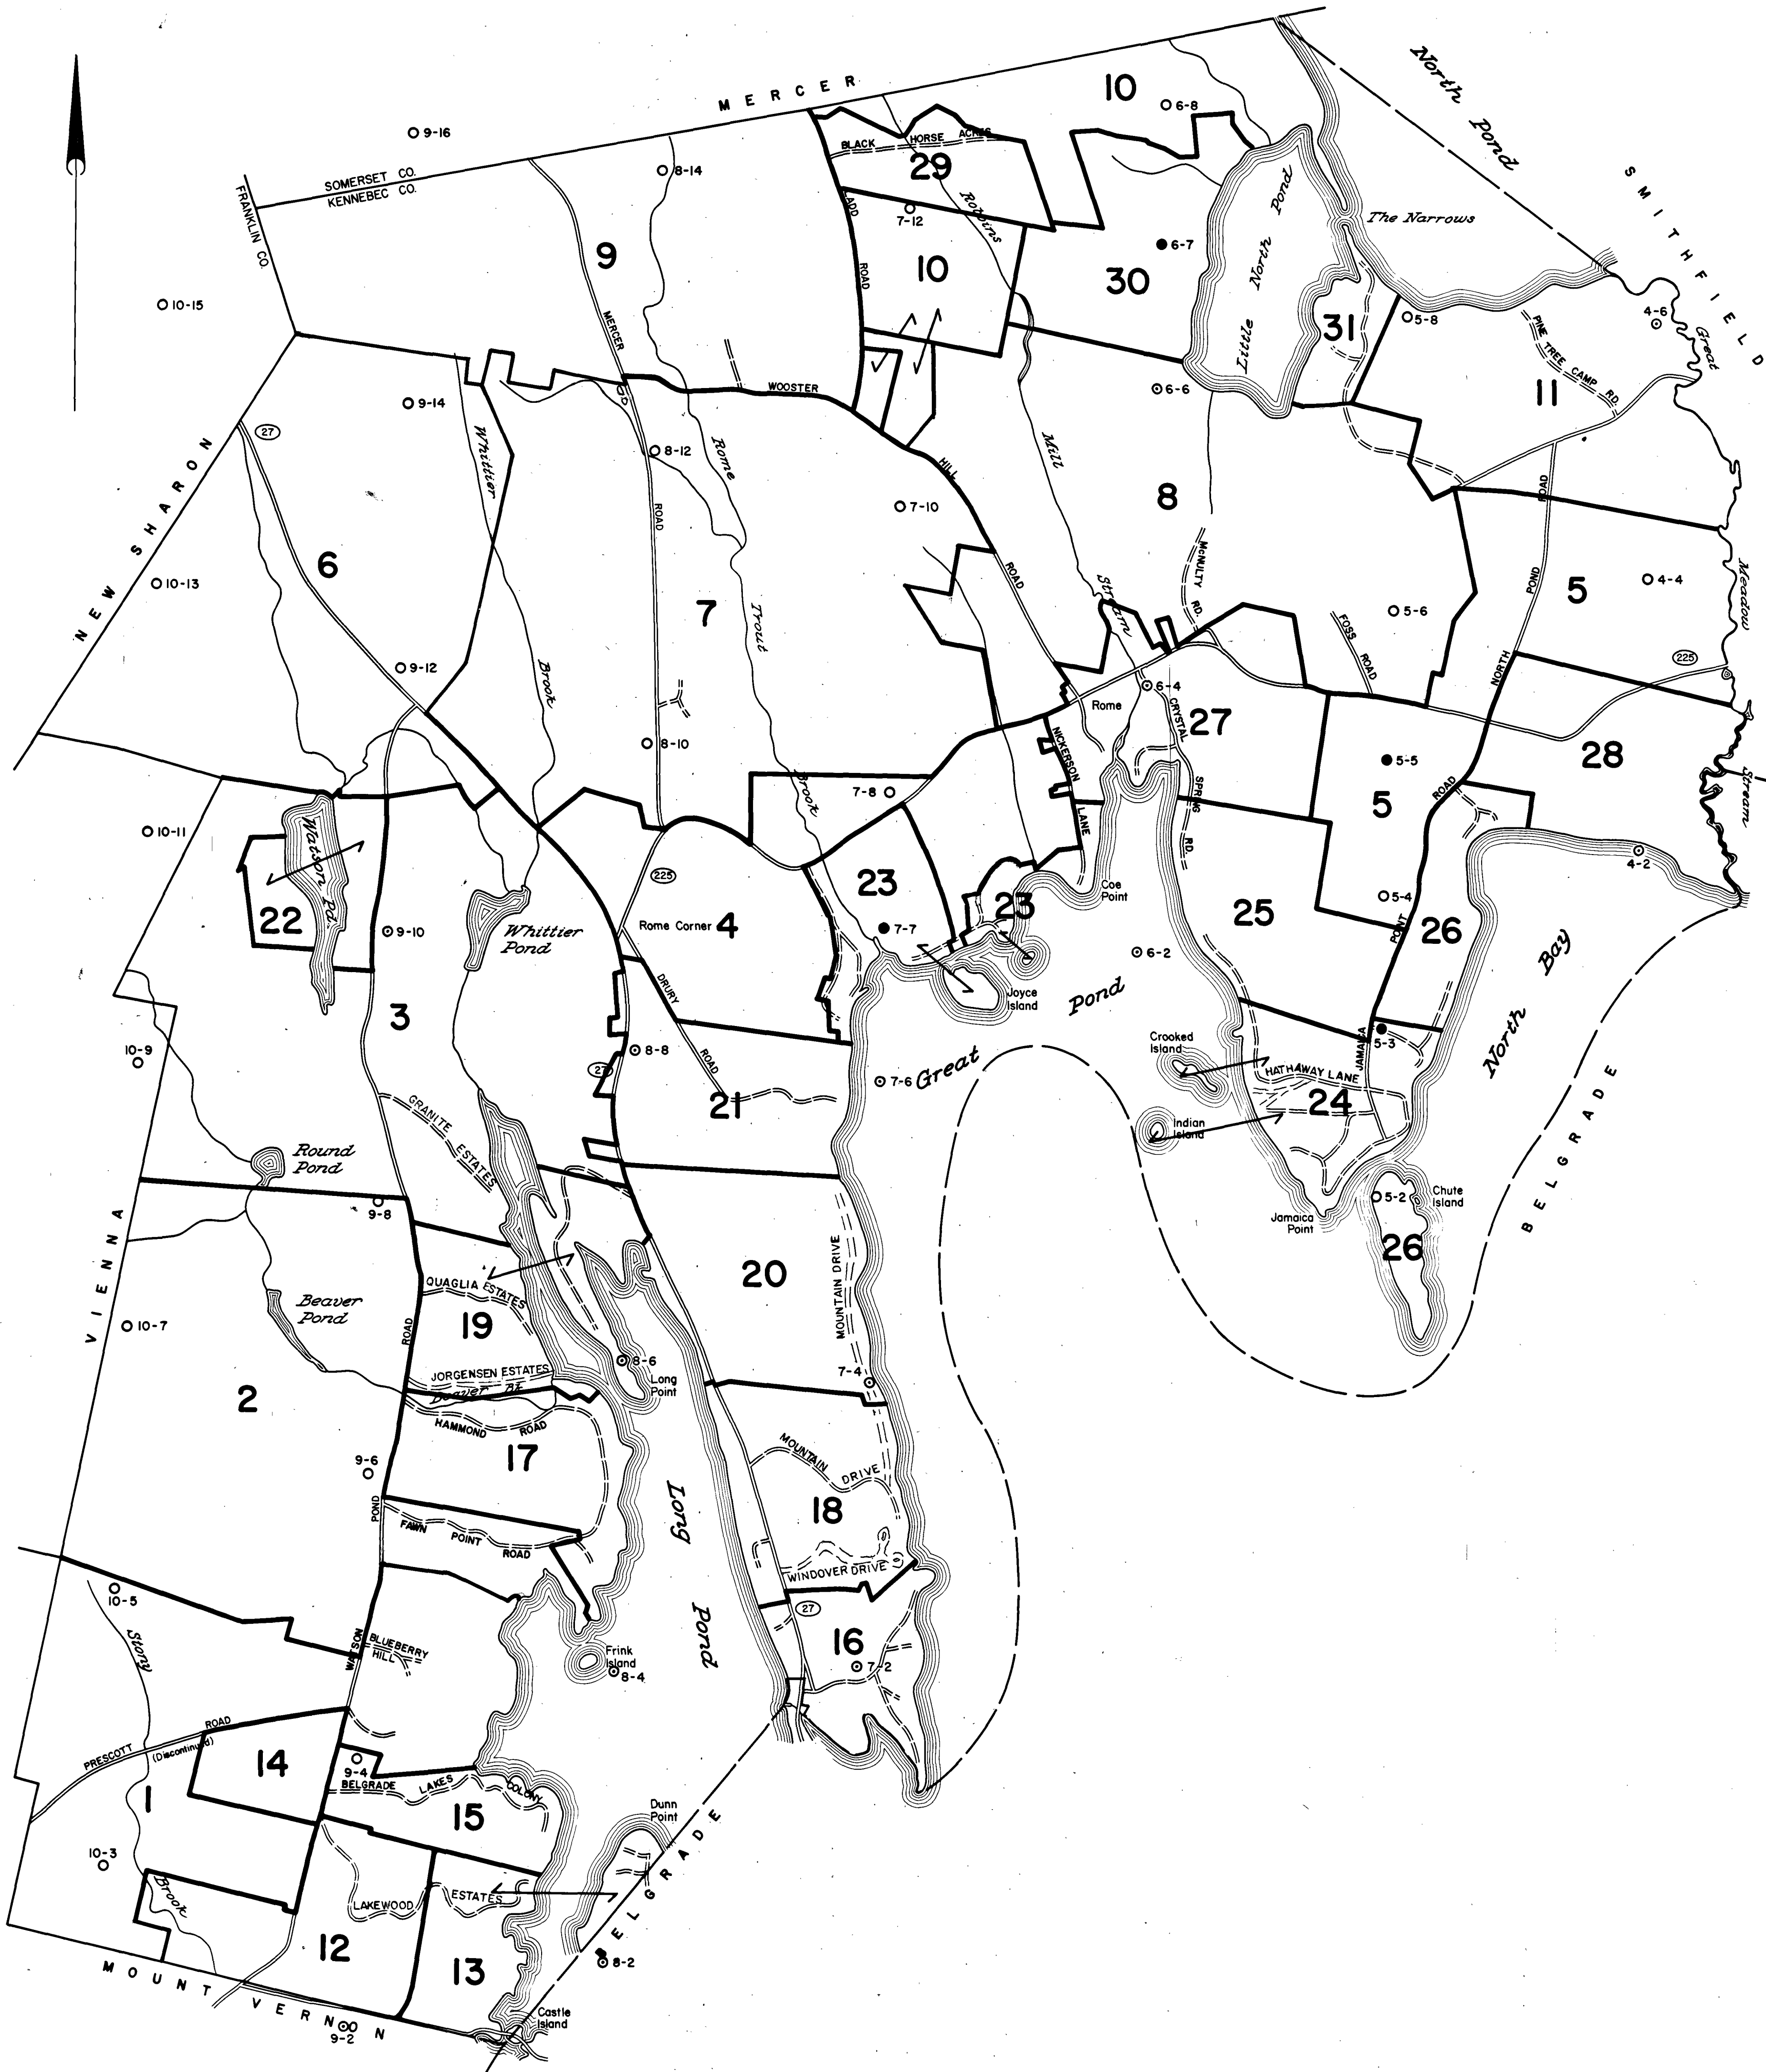 MERCER
North Pond
SMITHFIELD
10
6-8
9-16
BLACK HORSE ACRES
29
8-14
SOMERSET CO.
KENNEBEC CO.
FRANKLIN CO.
LADD
ROAD
7-12
Robbins
Little North Pond
The Narrows
6-7
9
10
30
10-15
31
5-8
4-6
Great
MERCER
PINE TREE CAMP RD.
WOOSTER
6-6
11
9-14
27
Whittier
8-12
Rome
Mill
HILL
NEW SHARON
ROAD
7-10
8
ROAD
6
10-13
McNULTY RD.
ROAD
Stream
POND
5
4-4
Meadow
7
Trout
5-6
FOSS ROAD
225
9-12
Brook
NORTH
6-4
Rome
CRYSTAL
27
8-10
NICKERSON
28
5-5
Stream
Brook
7-8
SPRING
5
ROAD
10-11
Watson Pd.
LANE
RD.
4-2
225
23
Coe Point
5-4
22
Whittier Pond
Rome Corner
4
23
25
26
9-10
7-7
POINT
6-2
Bay
DRURY
Joyce Island
Pond
3
10-9
8-8
ROAD
Crooked Island
5-3
North
27
7-6
Great
JAMAICA
HATHAWAY LANE
21
24
GRANITE ESTATES
Indian Island
BELGRADE
Round Pond
VIENNA
9-8
5-2
Chute Island
Jamaica Point
26
20
MOUNTAIN DRIVE
QUAGLIA ESTATES
Beaver Pond
10-7
ROAD
19
8-6
JORGENSEN ESTATES
Beaver Bk.
Long Point
7-4
2
HAMMOND ROAD
MOUNTAIN DRIVE
17
9-6
Long
POND
FAWN POINT ROAD
18
WINDOVER DRIVE
10-5
27
Stony
Pond
WATSON
BLUEBERRY HILL
Frink Island
8-4
16
7-2
PRESCOTT ROAD
(Discontinued)
14
9-4
BELGRADE LAKES COLONY
1
15
Dunn Point
10-3
BELGRADE
Brook
LAKEWOOD ESTATES
12
13
8-2
MOUNT VERNON
9-2
Castle Island